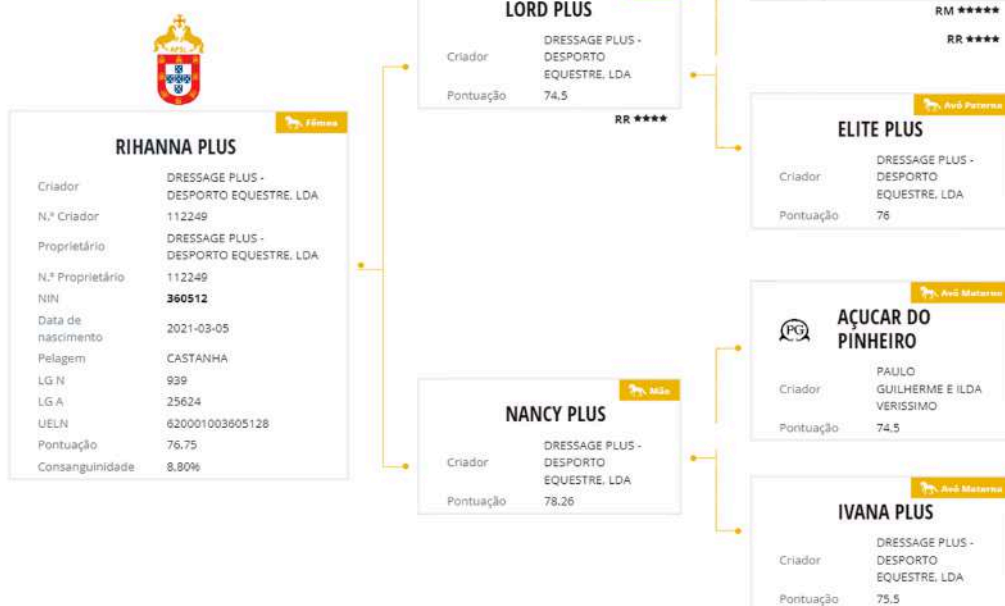 APSL
Fêmea
RIHANNA PLUS
Criador
DRESSAGE PLUS -
DESPORTO EQUESTRE, LDA
N.º Criador 112249
Proprietário
DRESSAGE PLUS -
DESPORTO EQUESTRE, LDA
N.º Proprietário 112249
NIN 360512
Data de
nascimento
2021-03-05
Pelagem CASTANHA
LG N 939
LG A 25624
UELN 620001003605128
Pontuação 76,75
Consanguinidade 8.80%
LORD PLUS
Criador
DRESSAGE PLUS -
DESPORTO
EQUESTRE, LDA
Pontuação 74,5
RR ★★★★
Mãe
NANCY PLUS
Criador
DRESSAGE PLUS -
DESPORTO
EQUESTRE, LDA
Pontuação 78,26
RM ★★★★★
RR ★★★★
Avó Paterna
ELITE PLUS
Criador
DRESSAGE PLUS -
DESPORTO
EQUESTRE, LDA
Pontuação 76
Avô Materno
PG
AÇUCAR DO
PINHEIRO
Criador
PAULO
GUILHERME E ILDA
VERISSIMO
Pontuação 74,5
Avó Materna
IVANA PLUS
Criador
DRESSAGE PLUS -
DESPORTO
EQUESTRE, LDA
Pontuação 75,5